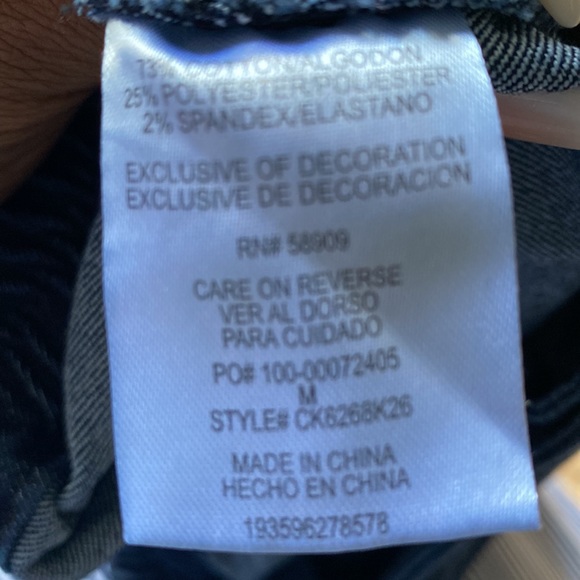 73% COTTON/ALGODON
25% POLYESTER/POLIESTER
2% SPANDEX/ELASTANO
EXCLUSIVE OF DECORATION
EXCLUSIVE DE DECORACION
RN# 58909
CARE ON REVERSE
VER AL DORSO
PARA CUIDADO
PO# 100-00072405
M
STYLE# CK6268K26
MADE IN CHINA
HECHO EN CHINA
193596278578